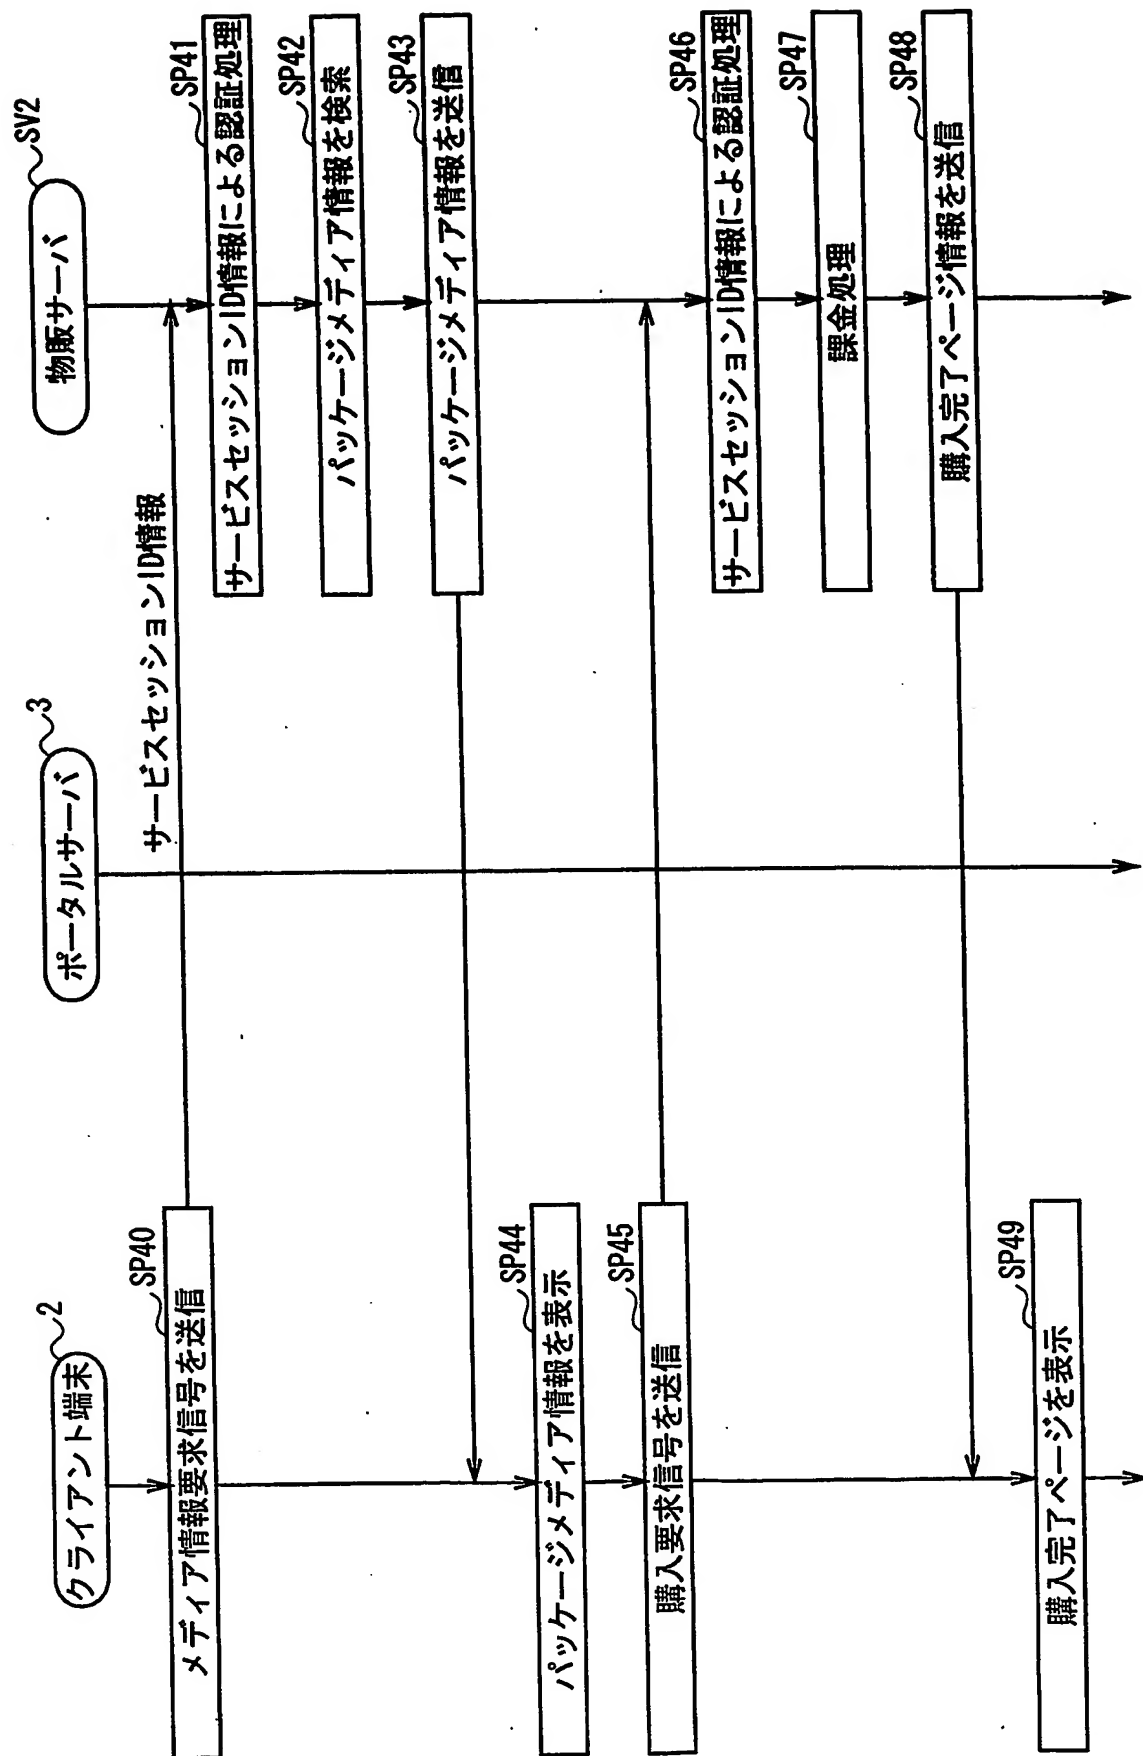 クライアント端末
2
ポータルサーバ
3
物販サーバ
SV2
SP40
メディア情報要求信号を送信
サービスセッションID情報
SP41
サービスセッションID情報による認証処理
SP42
パッケージメディア情報を検索
SP43
パッケージメディア情報を送信
SP44
パッケージメディア情報を表示
SP45
購入要求信号を送信
SP46
サービスセッションID情報による認証処理
SP47
課金処理
SP48
購入完了ページ情報を送信
SP49
購入完了ページを表示